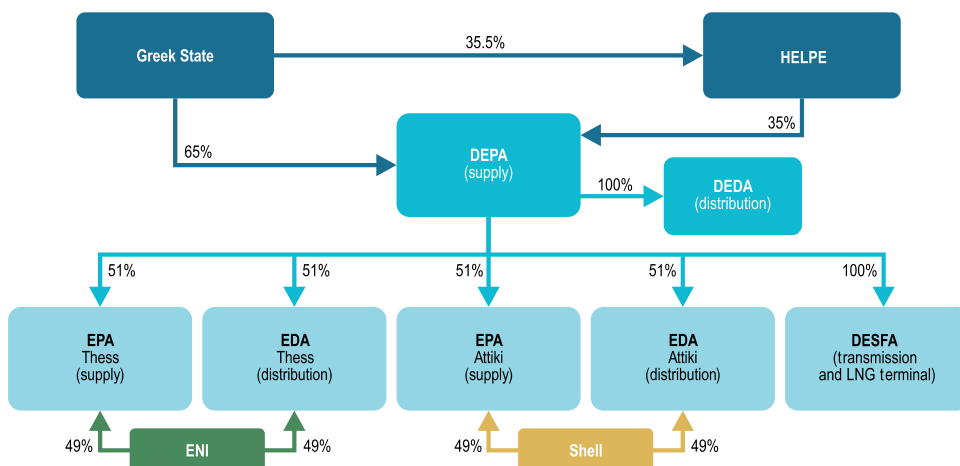 Greek State
35.5%
HELPE
65%
35%
DEPA
(supply)
100%
DEDA
(distribution)
51%
51%
51%
51%
100%
EPA
Thess
(supply)
EDA
Thess
(distribution)
EPA
Attiki
(supply)
EDA
Attiki
(distribution)
DESFA
(transmission
and LNG terminal)
49%
ENI
49%
49%
Shell
49%